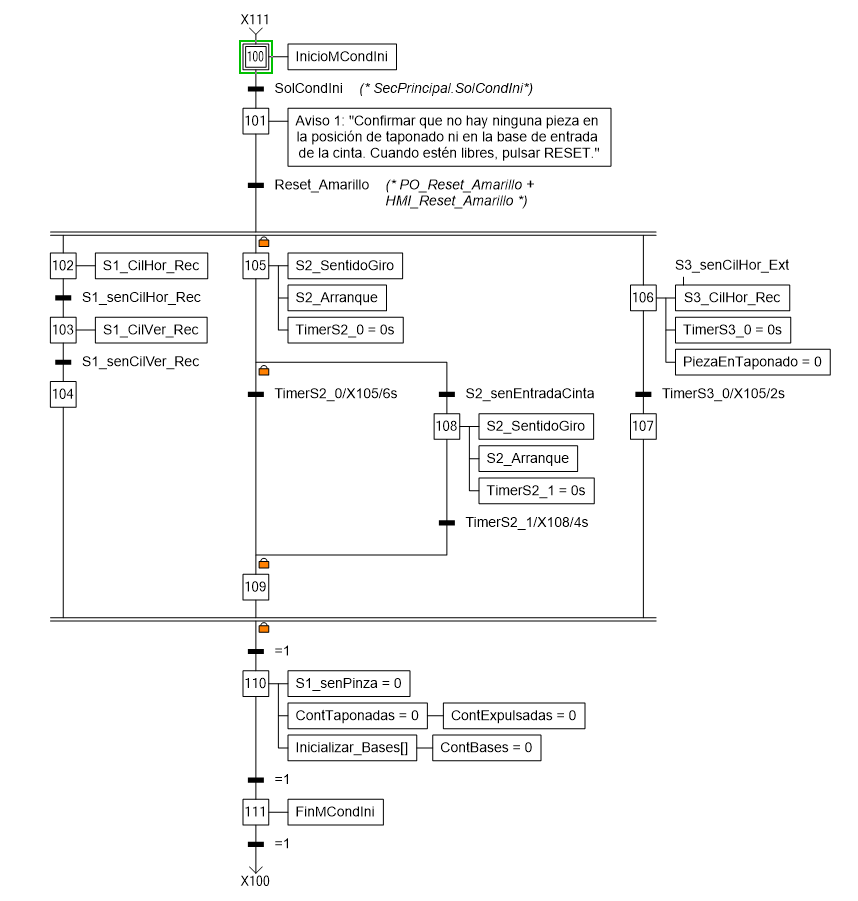 X111
100
InicioMCondIni
SolCondIni (* SecPrincipal.SolCondIni*)
101
Aviso 1: "Confirmar que no hay ninguna pieza en
la posición de taponado ni en la base de entrada
de la cinta. Cuando estén libres, pulsar RESET."
Reset_Amarillo (* PO_Reset_Amarillo +
HMI_Reset_Amarillo *)
102
S1_CilHor_Rec
S1_senCilHor_Rec
103
S1_CilVer_Rec
S1_senCilVer_Rec
104
105
S2_SentidoGiro
S2_Arranque
TimerS2_0 = 0s
TimerS2_0/X105/6s
S2_senEntradaCinta
108
S2_SentidoGiro
S2_Arranque
TimerS2_1 = 0s
TimerS2_1/X108/4s
109
S3_senCilHor_Ext
106
S3_CilHor_Rec
TimerS3_0 = 0s
PiezaEnTaponado = 0
TimerS3_0/X105/2s
107
=1
110
S1_senPinza = 0
ContTaponadas = 0
ContExpulsadas = 0
Inicializar_Bases[]
ContBases = 0
=1
111
FinMCondIni
=1
X100